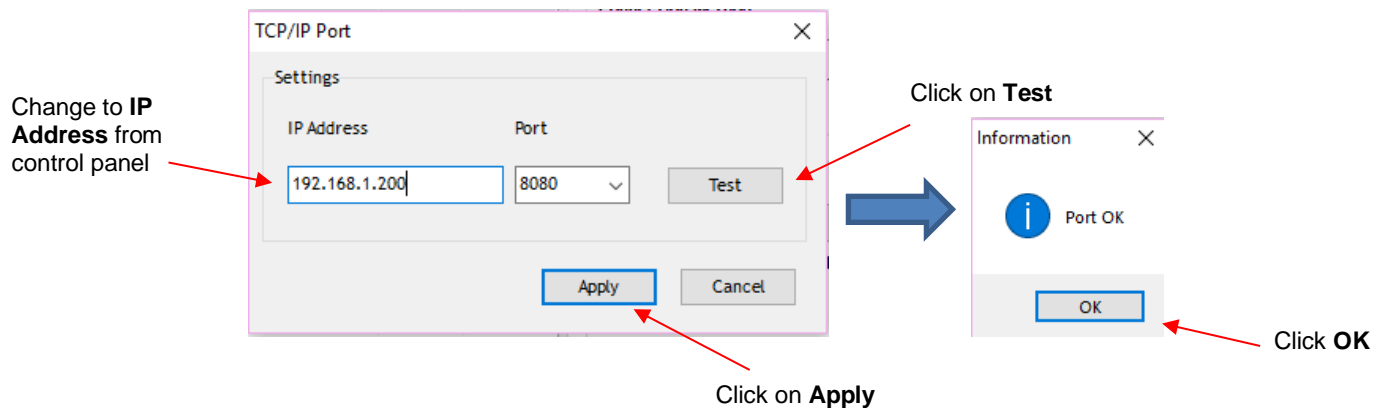 TCP/IP Port
Settings
IP Address
Port
192.168.1.200
8080
Test
Apply
Cancel
Change to IP
Address from
control panel
Click on Test
Information
Port OK
OK
Click OK
Click on Apply